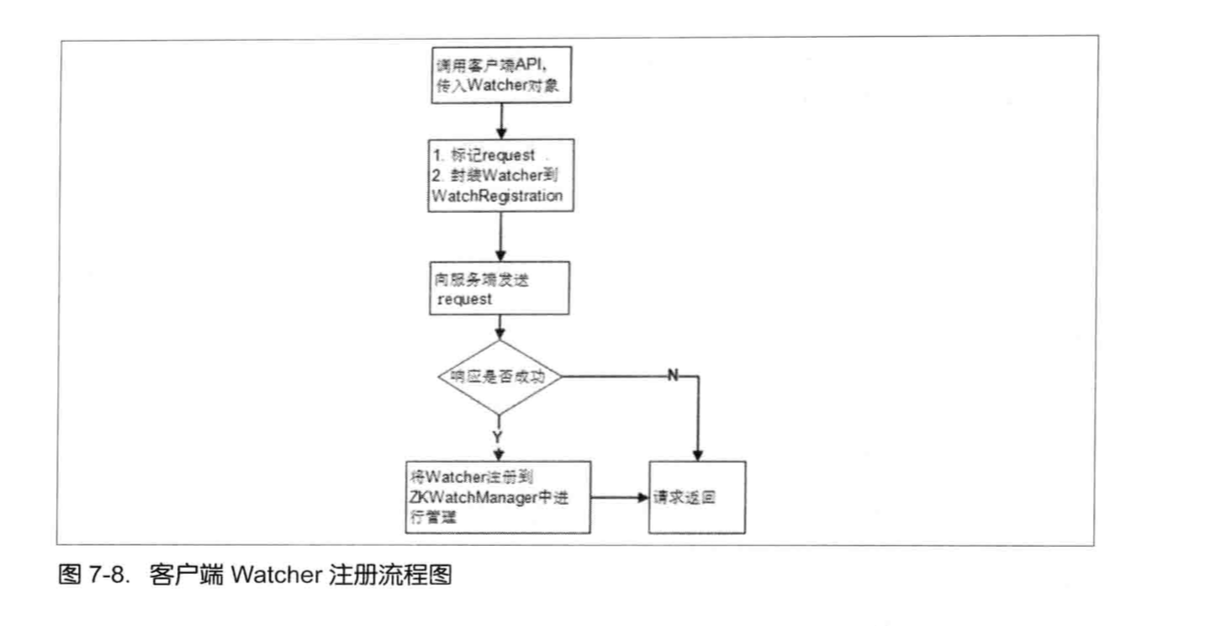 调用客户端API，
传入Watcher对象
1. 标记request
2. 封装Watcher到
WatchRegistration
向服务端发送
request
响应是否成功
N
Y
将Watcher注册到
ZKWatchManager中进
行管理
请求返回
图 7-8. 客户端 Watcher 注册流程图